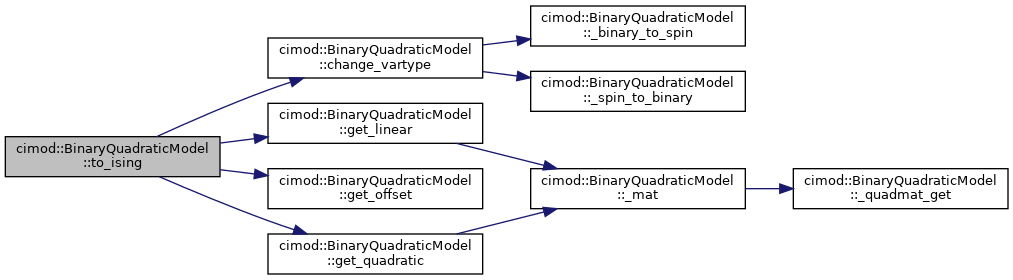 cimod::BinaryQuadraticModel
::to_ising
cimod::BinaryQuadraticModel
::change_vartype
cimod::BinaryQuadraticModel
::get_linear
cimod::BinaryQuadraticModel
::get_offset
cimod::BinaryQuadraticModel
::get_quadratic
cimod::BinaryQuadraticModel
::_binary_to_spin
cimod::BinaryQuadraticModel
::_spin_to_binary
cimod::BinaryQuadraticModel
::_mat
cimod::BinaryQuadraticModel
::_quadmat_get